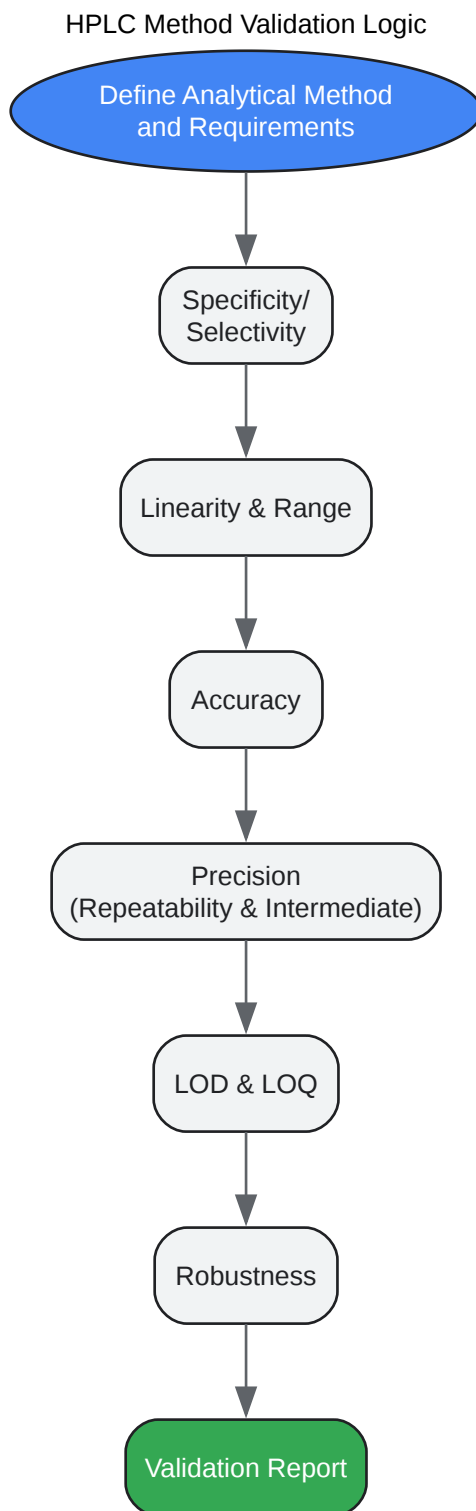 HPLC Method Validation Logic
Define Analytical Method
and Requirements
Specificity/
Selectivity
Linearity & Range
Accuracy
Precision
(Repeatability & Intermediate)
LOD & LOQ
Robustness
Validation Report